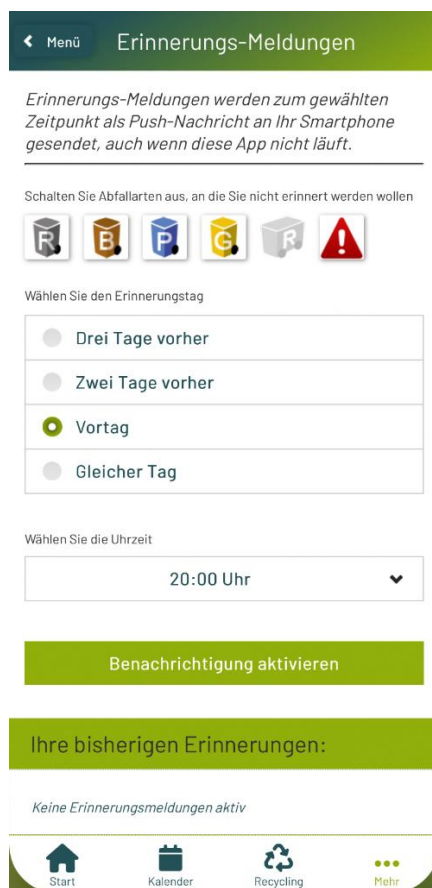 Menü
Erinnerungs-Meldungen
Erinnerungs-Meldungen werden zum gewählten
Zeitpunkt als Push-Nachricht an Ihr Smartphone
gesendet, auch wenn diese App nicht läuft.
Schalten Sie Abfallarten aus, an die Sie nicht erinnert werden wollen
R B P G R !
Wählen Sie den Erinnerungstag
Drei Tage vorher
Zwei Tage vorher
Vortag
Gleicher Tag
Wählen Sie die Uhrzeit
20:00 Uhr
Benachrichtigung aktivieren
Ihre bisherigen Erinnerungen:
Keine Erinnerungsmeldungen aktiv
Start Kalender Recycling Mehr